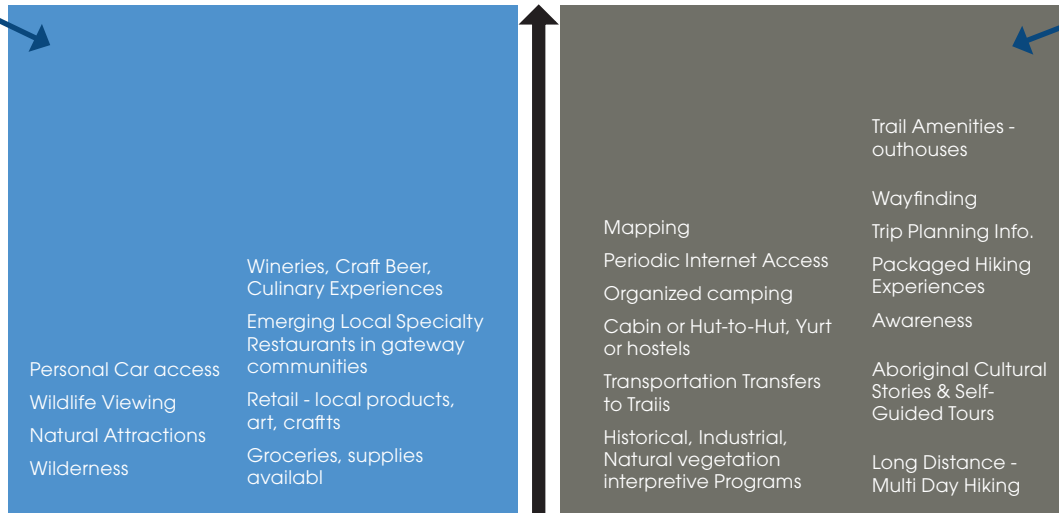 Personal Car access
Wildlife Viewing
Natural Attractions
Wilderness
Wineries, Craft Beer,
Culinary Experiences
Emerging Local Specialty
Restaurants in gateway
communities
Retail - local products,
art, craftts
Groceries, supplies
availabl
Mapping
Periodic Internet Access
Organized camping
Cabin or Hut-to-Hut, Yurt
or hostels
Transportation Transfers
to Traiis
Historical, Industrial,
Natural vegetation
interpretive Programs
Trail Amenities -
outhouses
Wayfinding
Trip Planning Info.
Packaged Hiking
Experiences
Awareness
Aboriginal Cultural
Stories & Self-
Guided Tours
Long Distance -
Multi Day Hiking